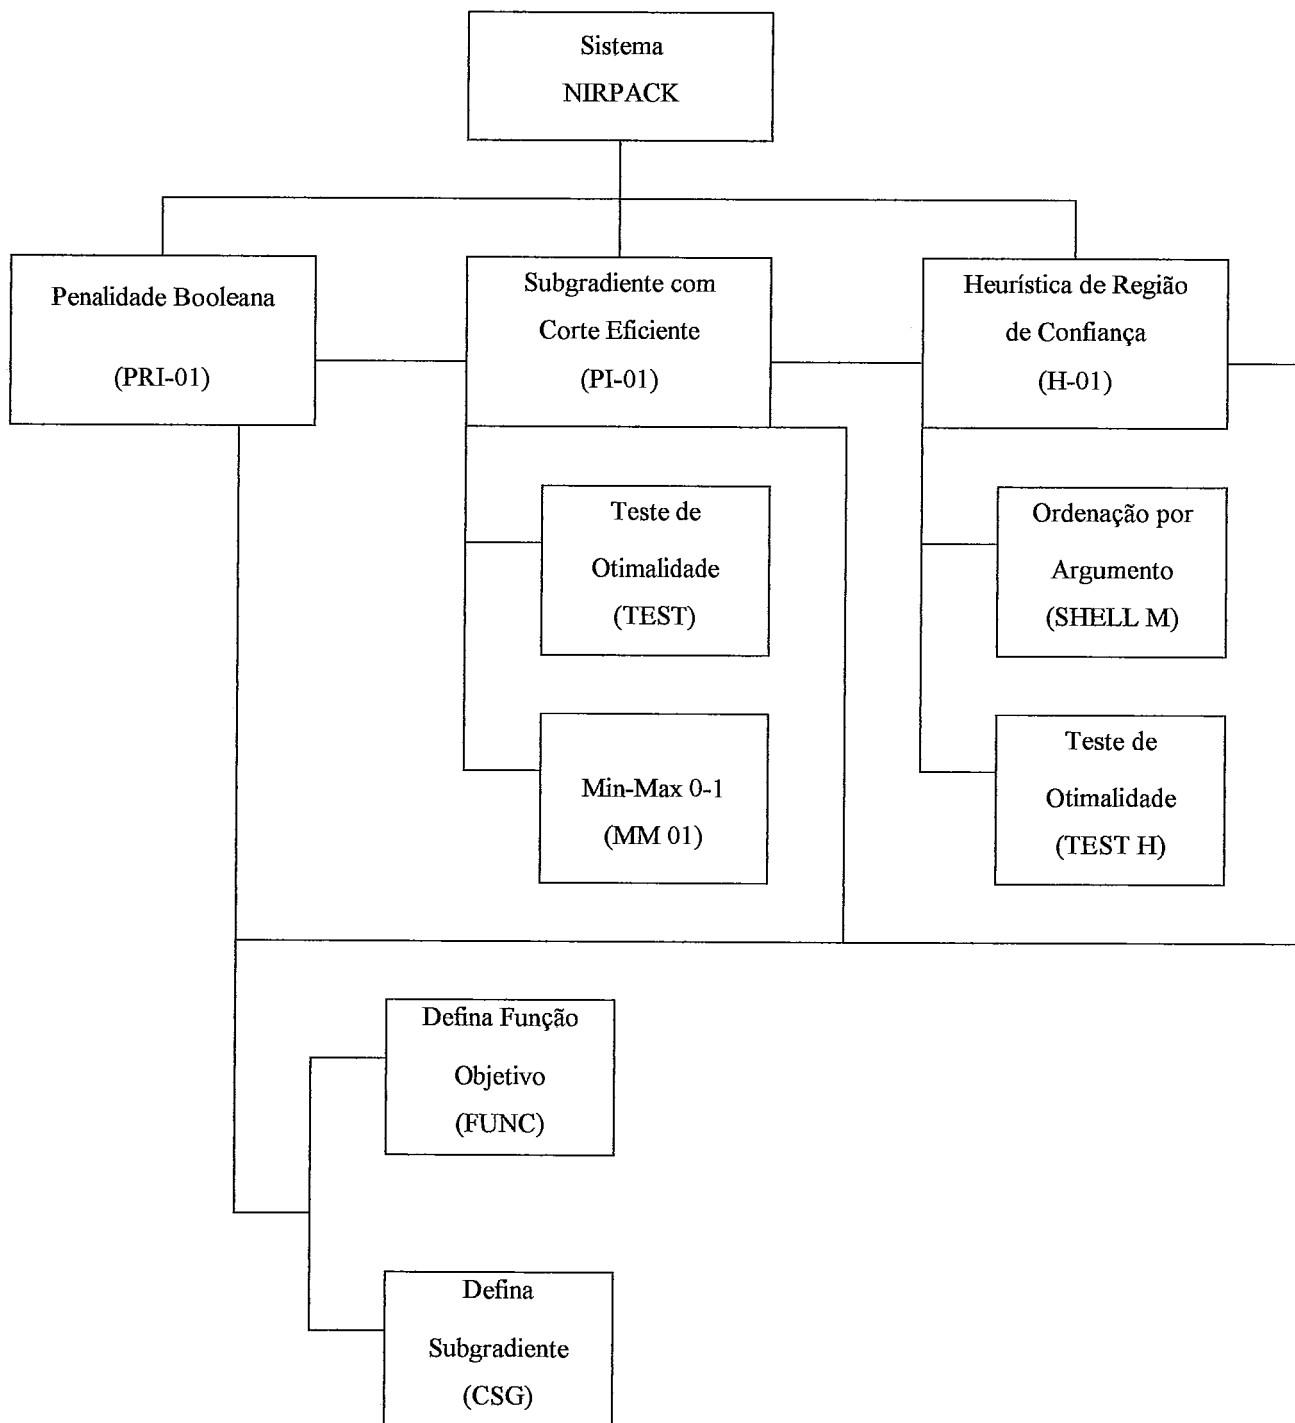 Sistema
NIRPACK
Penalidade Booleana
(PRI-01)
Subgradiente com
Corte Eficiente
(PI-01)
Heurística de Região
de Confiança
(H-01)
Teste de
Otimalidade
(TEST)
Ordenação por
Argumento
(SHELL M)
Min-Max 0-1
(MM 01)
Teste de
Otimalidade
(TEST H)
Defina Função
Objetivo
(FUNC)
Defina
Subgradiente
(CSG)